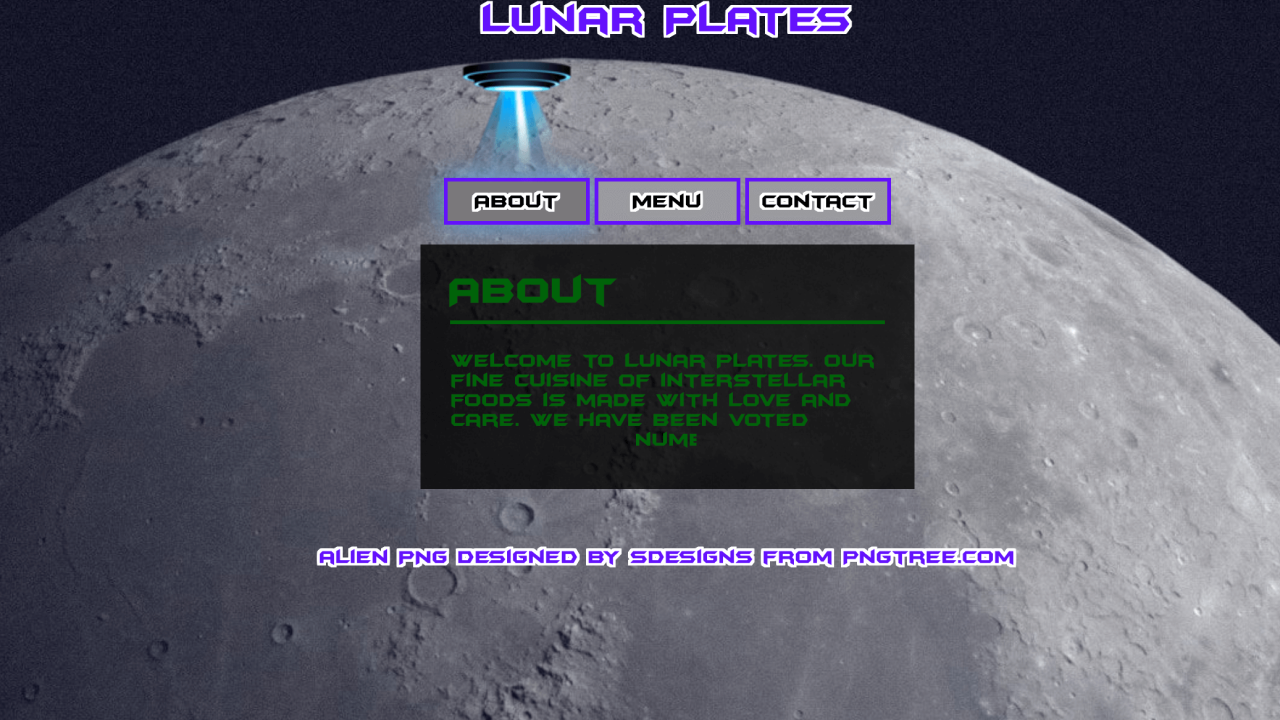 LUNAR PLATES
ABOUT MENU CONTACT
ABOUT
WELCOME TO LUNAR PLATES. OUR
FINE CUISINE OF INTERSTELLAR
FOODS IS MADE WITH LOVE AND
CARE. WE HAVE BEEN VOTED
ALIEN PNG DESIGNED BY SDESIGNS FROM PNGTREE.COM